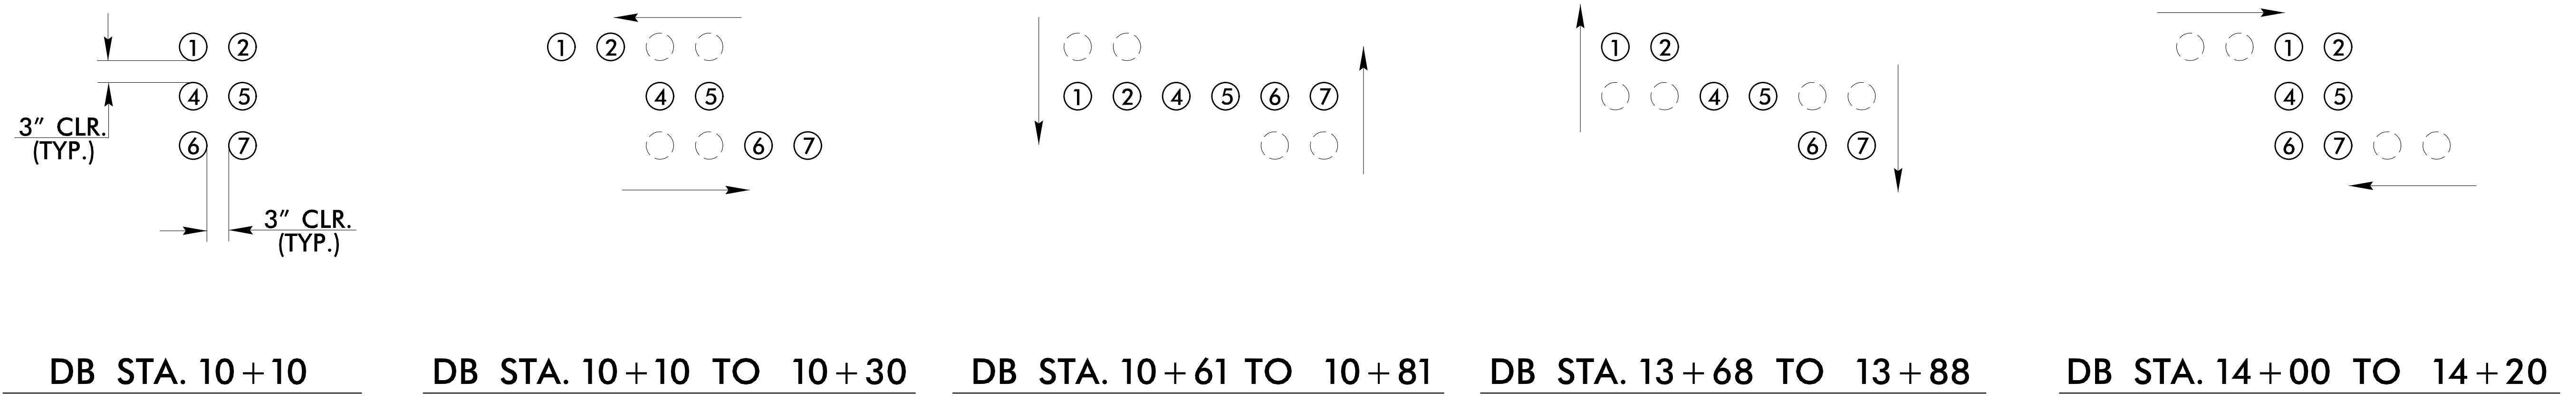 1 2
4 5
6 7
3" CLR.
(TYP.)
3" CLR.
(TYP.)
DB STA. 10+10
1 2
4 5
6 7
DB STA. 10+10 TO 10+30
1 2 4 5 6 7
DB STA. 10+61 TO 10+81
1 2
4 5
6 7
DB STA. 13+68 TO 13+88
1 2
4 5
6 7
DB STA. 14+00 TO 14+20